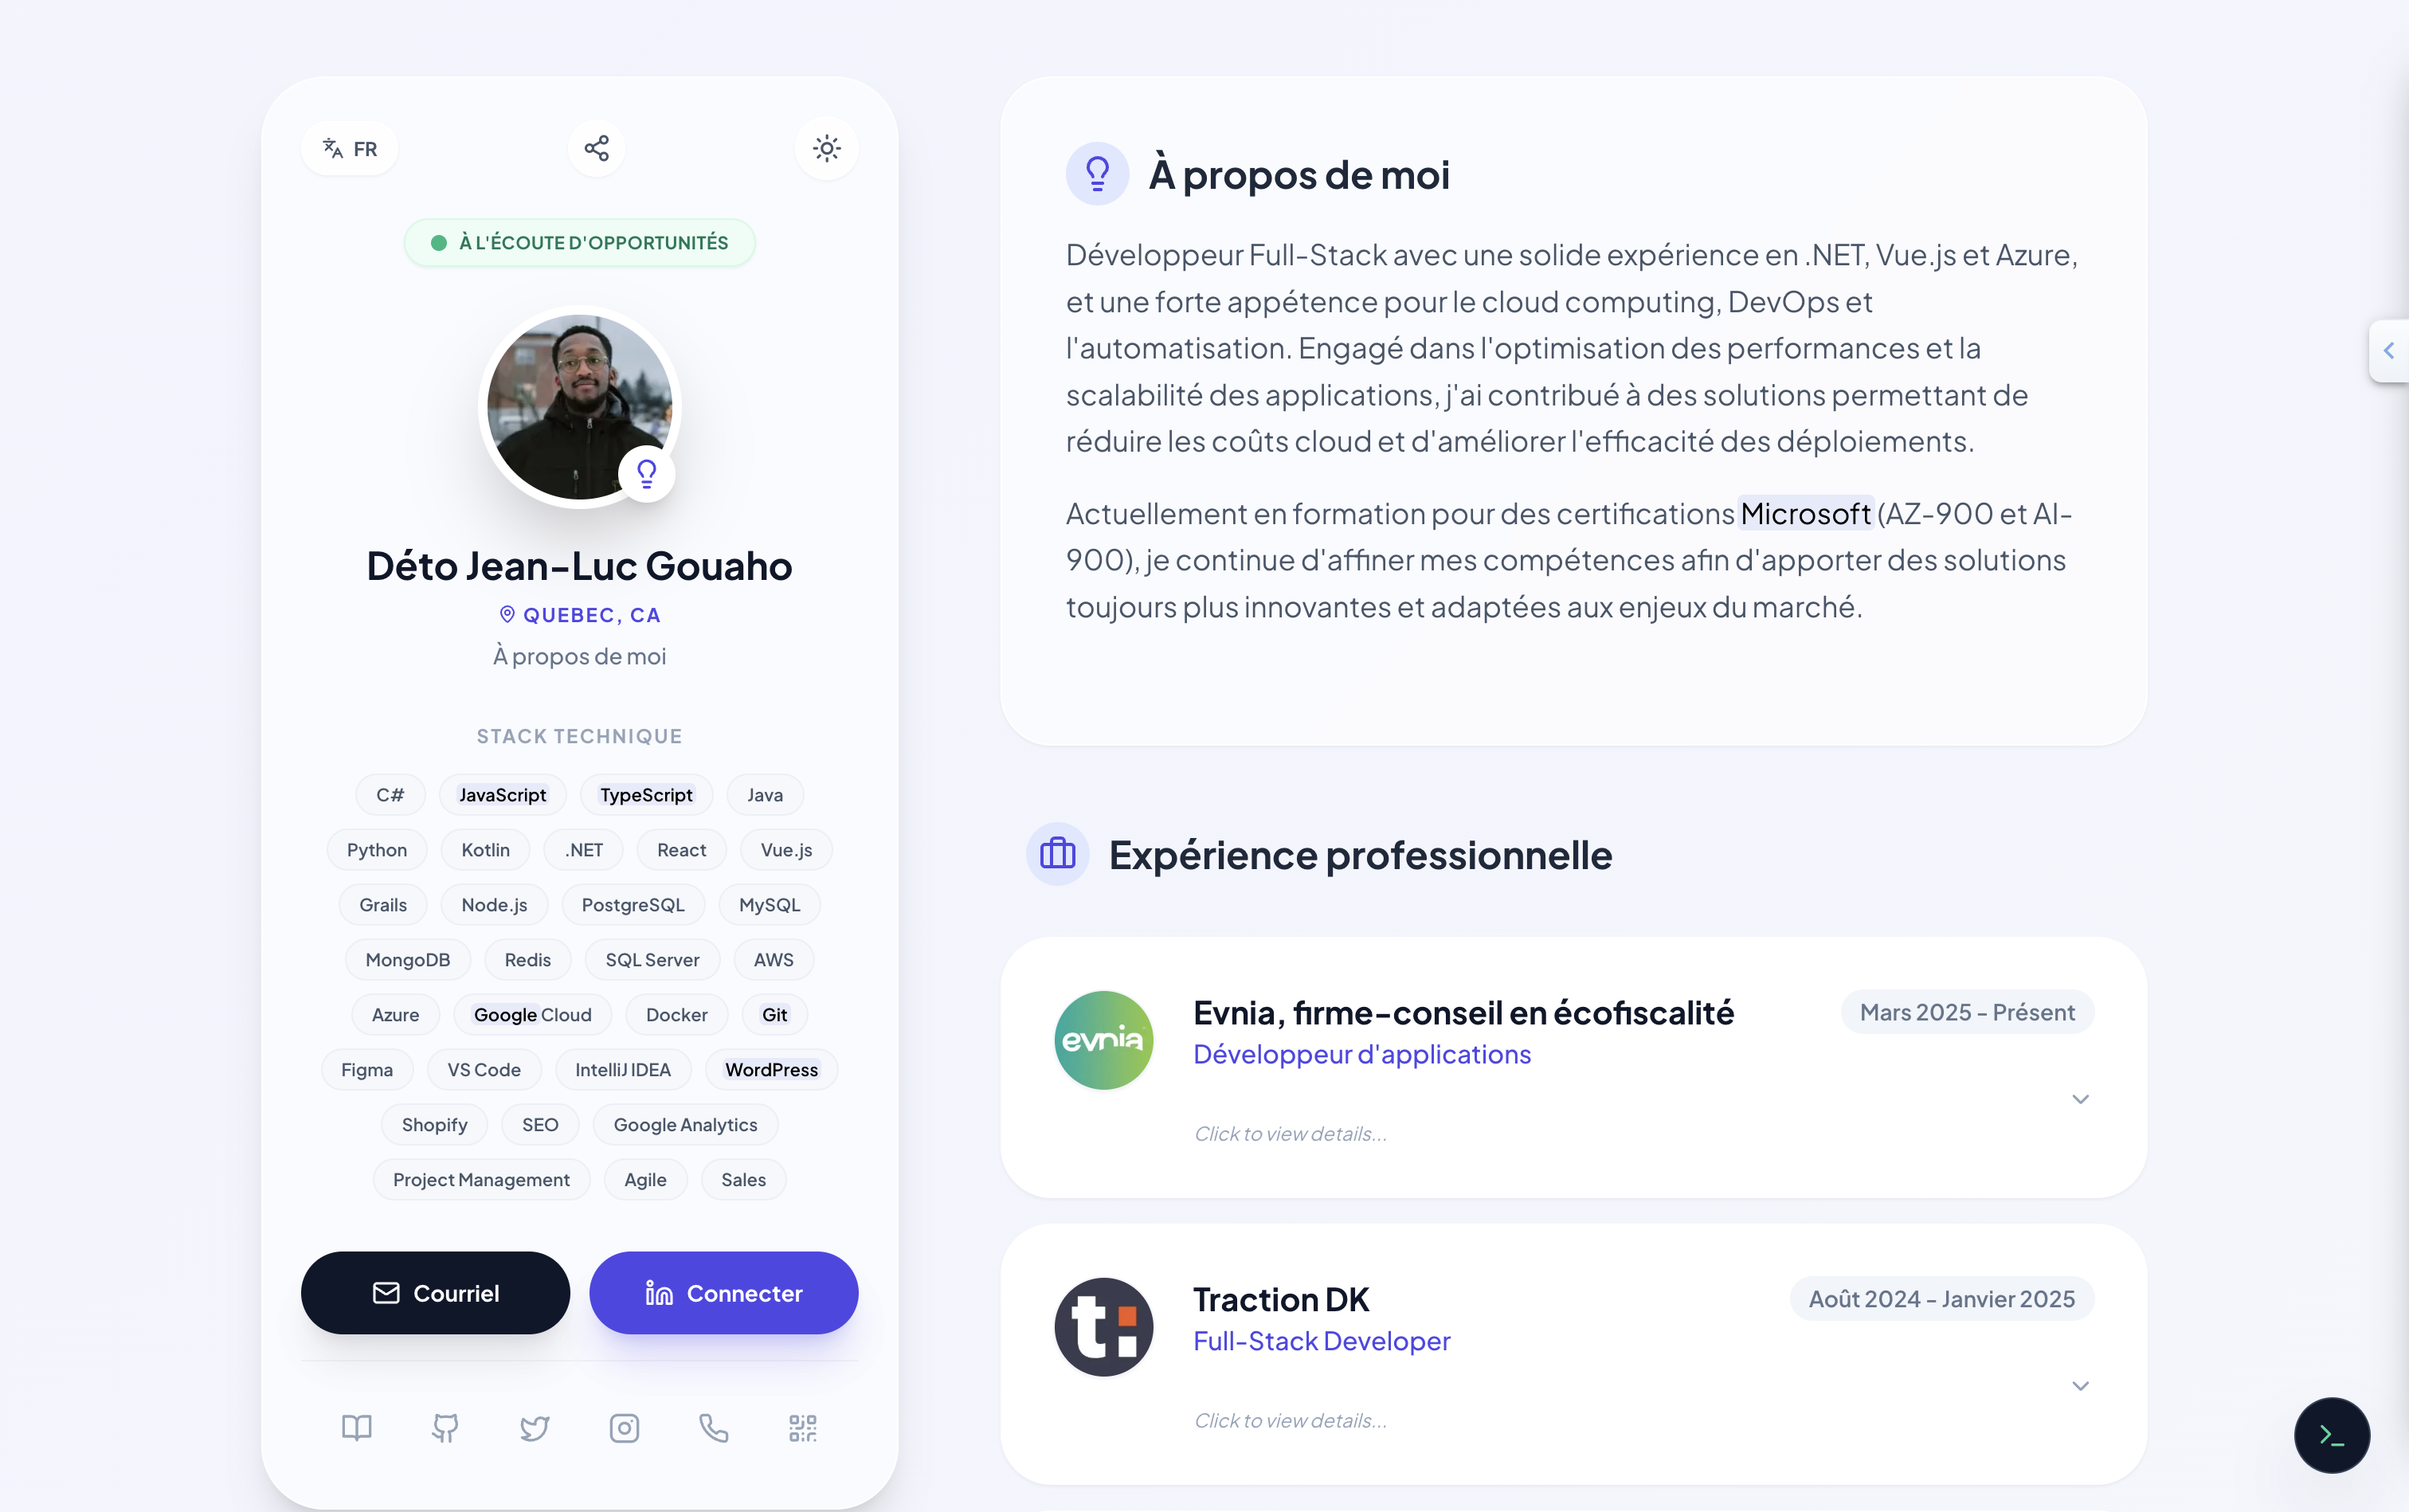 FR
À L'ÉCOUTE D'OPPORTUNITÉS
Déto Jean-Luc Gouaho
QUEBEC, CA
À propos de moi
STACK TECHNIQUE
C# JavaScript TypeScript Java
Python Kotlin .NET React Vue.js
Grails Node.js PostgreSQL MySQL
MongoDB Redis SQL Server AWS
Azure Google Cloud Docker Git
Figma VS Code IntelliJ IDEA WordPress
Shopify SEO Google Analytics
Project Management Agile Sales
Courriel Connecter
À propos de moi
Développeur Full-Stack avec une solide expérience en .NET, Vue.js et Azure,
et une forte appétence pour le cloud computing, DevOps et
l'automatisation. Engagé dans l'optimisation des performances et la
scalabilité des applications, j'ai contribué à des solutions permettant de
réduire les coûts cloud et d'améliorer l'efficacité des déploiements.
Actuellement en formation pour des certifications Microsoft (AZ-900 et AI-
900), je continue d'affiner mes compétences afin d'apporter des solutions
toujours plus innovantes et adaptées aux enjeux du marché.
Expérience professionnelle
evnia
Evnia, firme-conseil en écofiscalité
Mars 2025 - Présent
Développeur d'applications
Click to view details...
t:
Traction DK
Août 2024 - Janvier 2025
Full-Stack Developer
Click to view details...